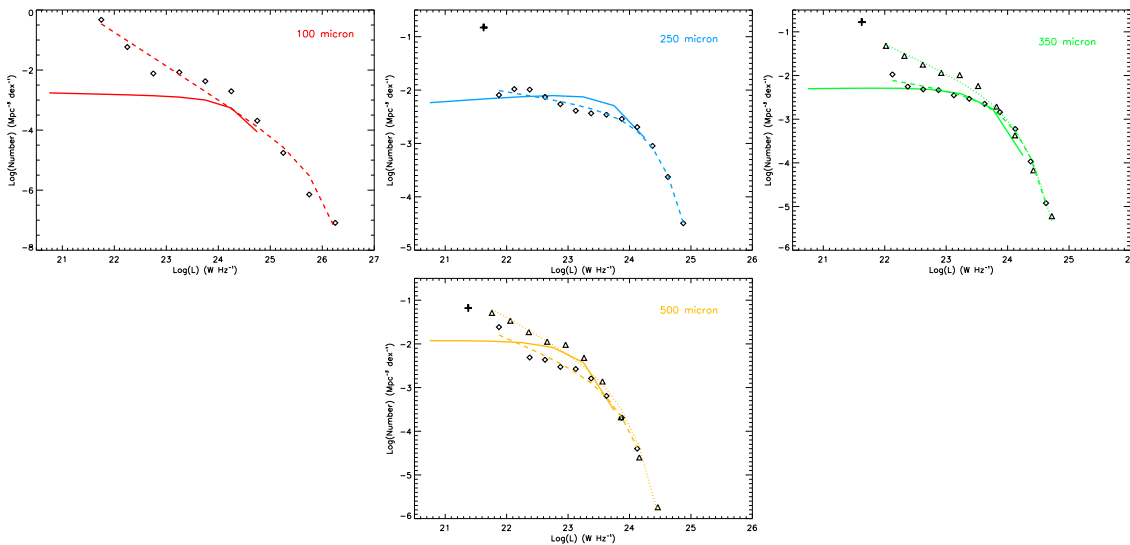 0
-2
-4
-6
-8
Log(Number) (Mpc⁻³ dex⁻¹)
100 micron
21 22 23 24 25 26 27
Log(L) (W Hz⁻¹)
-1
-2
-3
-4
-5
Log(Number) (Mpc⁻³ dex⁻¹)
250 micron
21 22 23 24 25 26
Log(L) (W Hz⁻¹)
-1
-2
-3
-4
-5
-6
Log(Number) (Mpc⁻³ dex⁻¹)
350 micron
21 22 23 24 25 26
Log(L) (W Hz⁻¹)
-1
-2
-3
-4
-5
-6
Log(Number) (Mpc⁻³ dex⁻¹)
500 micron
21 22 23 24 25 26
Log(L) (W Hz⁻¹)